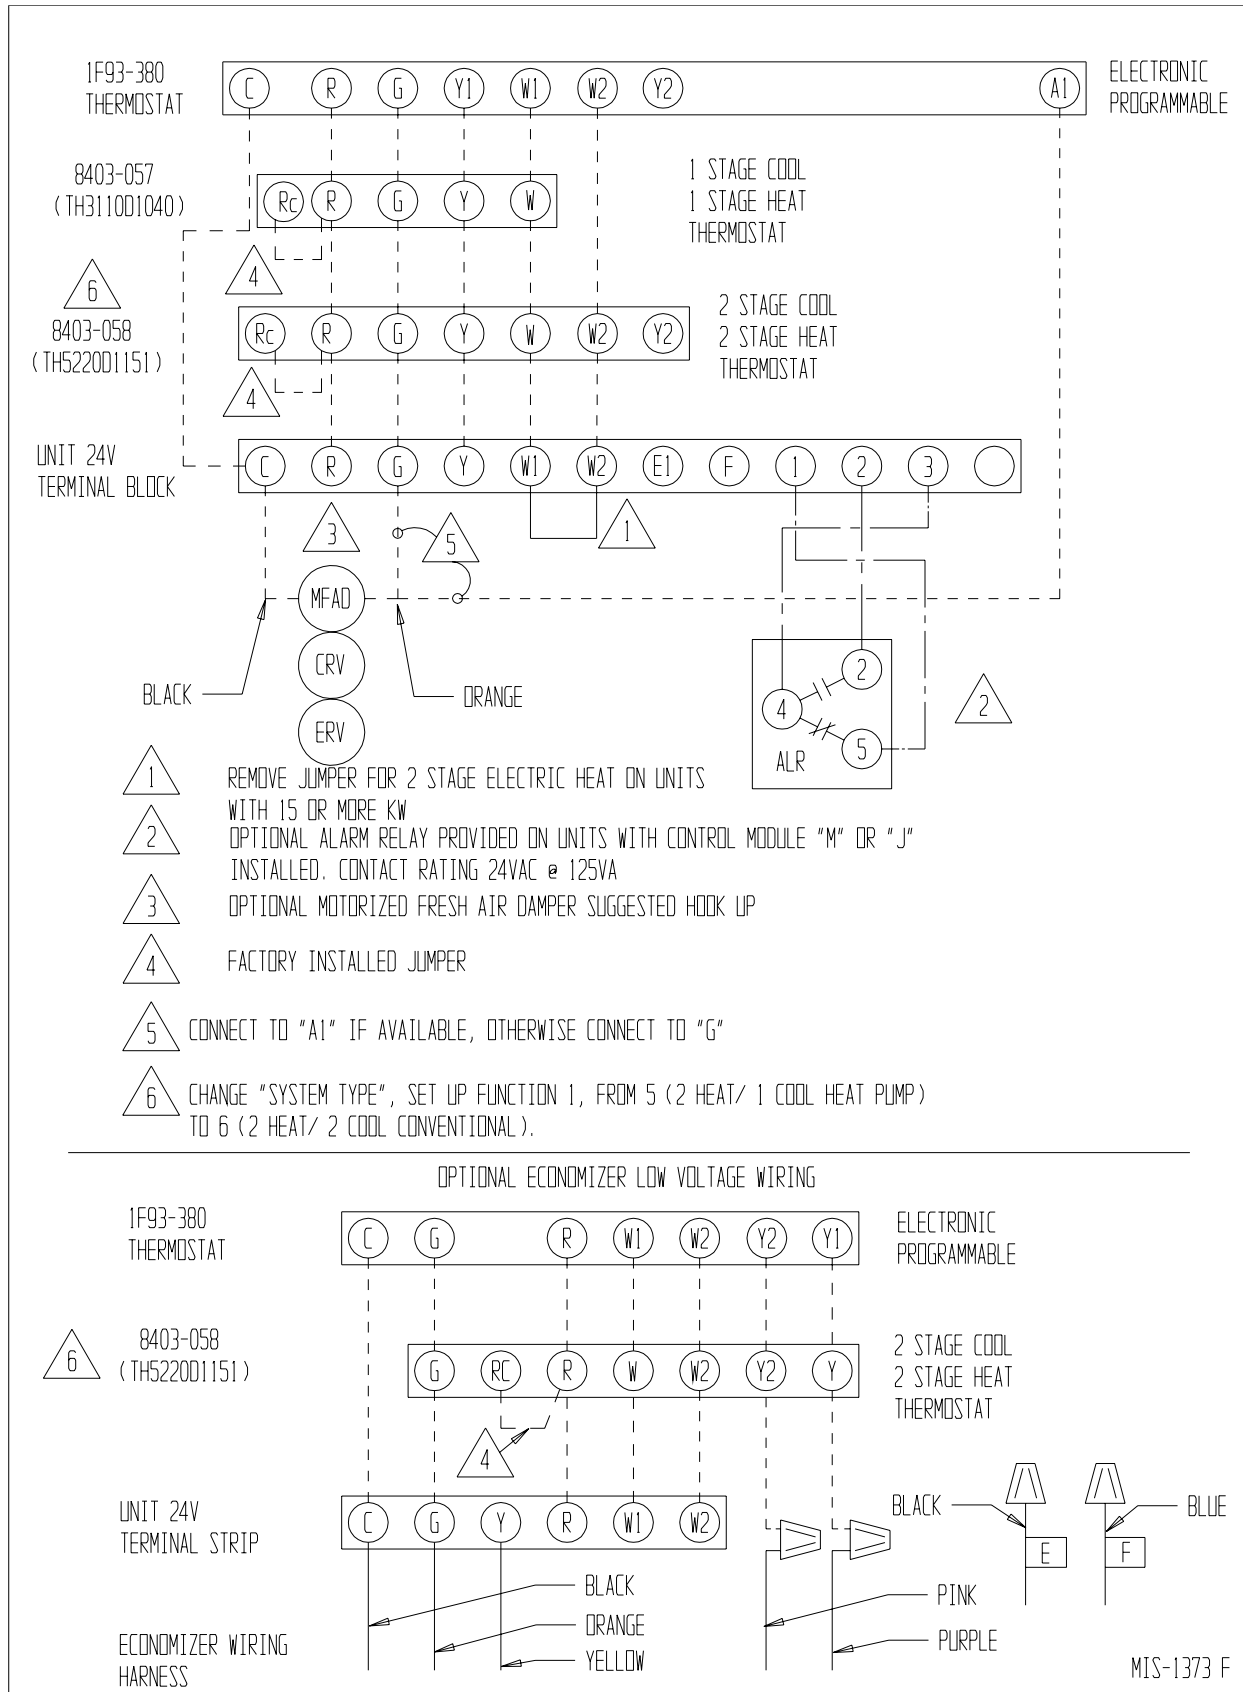 1F93-380
THERMOSTAT
C R G Y1 W1 W2 Y2 A1
ELECTRONIC
PROGRAMMABLE
8403-057
(TH3110D1040)
Rc R G Y W
1 STAGE COOL
1 STAGE HEAT
THERMOSTAT
4
6
8403-058
(TH5220D1151)
Rc R G Y W W2 Y2
2 STAGE COOL
2 STAGE HEAT
THERMOSTAT
4
UNIT 24V
TERMINAL BLOCK
C R G Y W1 W2 E1 F 1 2 3
3
5
1
MFAD
CRV
ERV
BLACK
ORANGE
2
4
5
ALR
2
1 REMOVE JUMPER FOR 2 STAGE ELECTRIC HEAT ON UNITS
WITH 15 OR MORE KW
2 OPTIONAL ALARM RELAY PROVIDED ON UNITS WITH CONTROL MODULE "M" OR "J"
INSTALLED. CONTACT RATING 24VAC @ 125VA
3 OPTIONAL MOTORIZED FRESH AIR DAMPER SUGGESTED HOOK UP
4 FACTORY INSTALLED JUMPER
5 CONNECT TO "A1" IF AVAILABLE, OTHERWISE CONNECT TO "G"
6 CHANGE "SYSTEM TYPE", SET UP FUNCTION 1, FROM 5 (2 HEAT/ 1 COOL HEAT PUMP)
TO 6 (2 HEAT/ 2 COOL CONVENTIONAL).
OPTIONAL ECONOMIZER LOW VOLTAGE WIRING
1F93-380
THERMOSTAT
C G R W1 W2 Y2 Y1
ELECTRONIC
PROGRAMMABLE
6
8403-058
(TH5220D1151)
G RC R W W2 Y2 Y
2 STAGE COOL
2 STAGE HEAT
THERMOSTAT
4
UNIT 24V
TERMINAL STRIP
C G Y R W1 W2
BLACK
BLUE
E F
BLACK
ORANGE
YELLOW
PINK
PURPLE
ECONOMIZER WIRING
HARNESS
MIS-1373 F